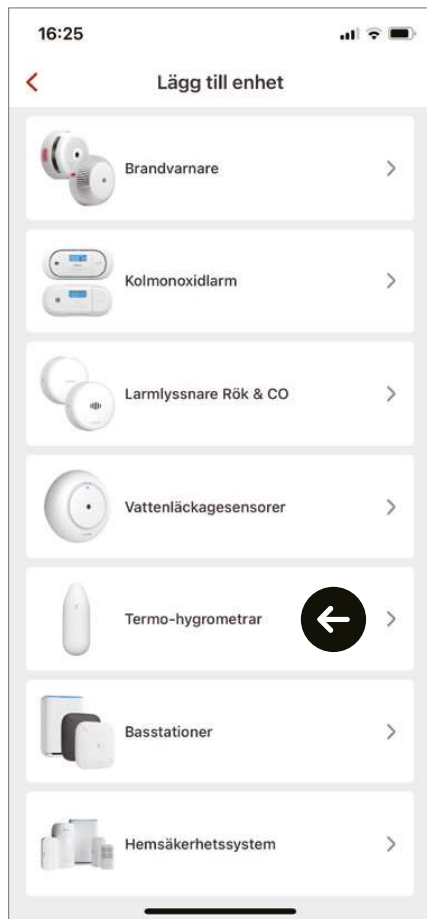 16:25
Lägg till enhet
Brandvarnare
Kolmonoxidlarm
Larmlyssnare Rök & CO
Vattenläckagesensorer
Termo-hygrometrar
Basstationer
Hemsäkerhetssystem